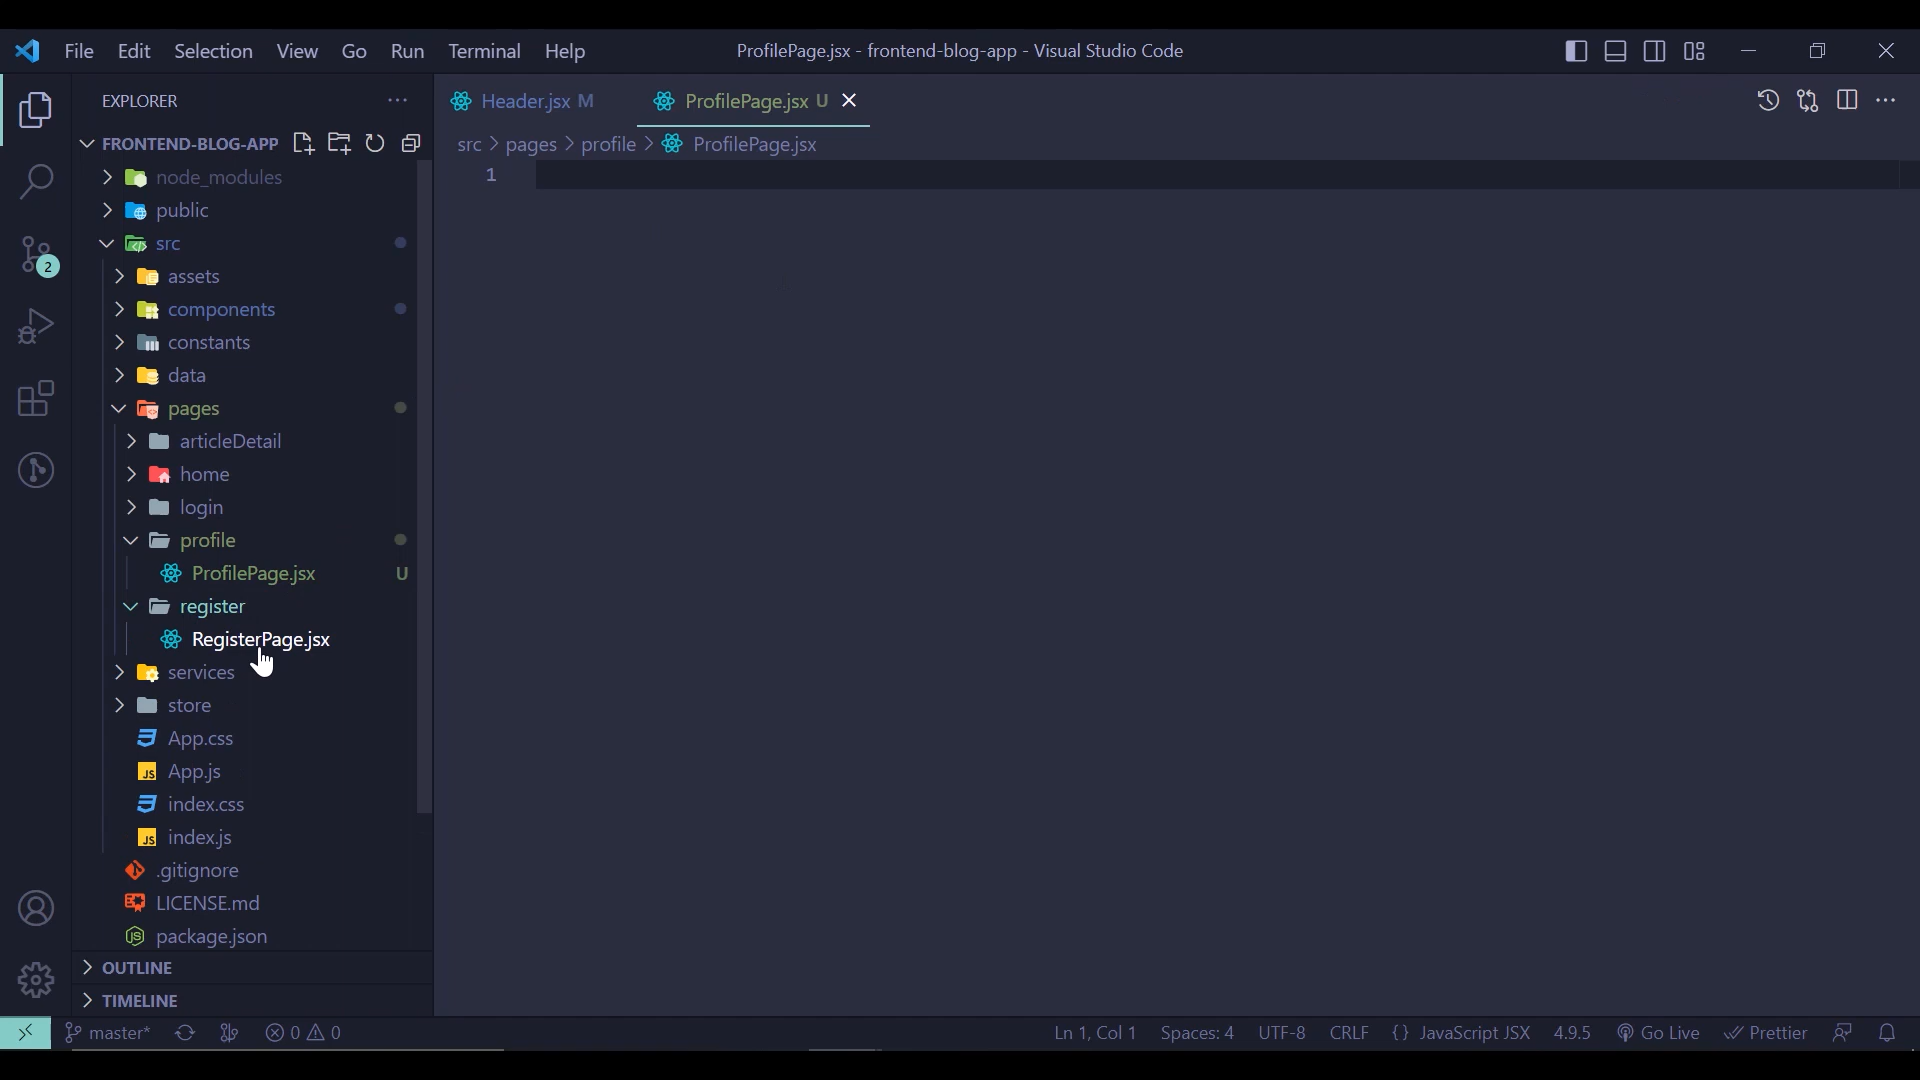 File Edit Selection View Go Run Terminal Help
ProfilePage.jsx - frontend-blog-app - Visual Studio Code
EXPLORER
FRONTEND-BLOG-APP
node_modules
public
src
assets
components
constants
data
pages
articleDetail
home
login
profile
ProfilePage.jsx U
register
RegisterPage.jsx
services
store
App.css
App.js
index.css
index.js
.gitignore
LICENSE.md
package.json
OUTLINE
TIMELINE
2
Header.jsx M
ProfilePage.jsx U
src > pages > profile > ProfilePage.jsx
1
master* 0 0
Ln 1, Col 1 Spaces: 4 UTF-8 CRLF {} JavaScript JSX 4.9.5 Go Live Prettier